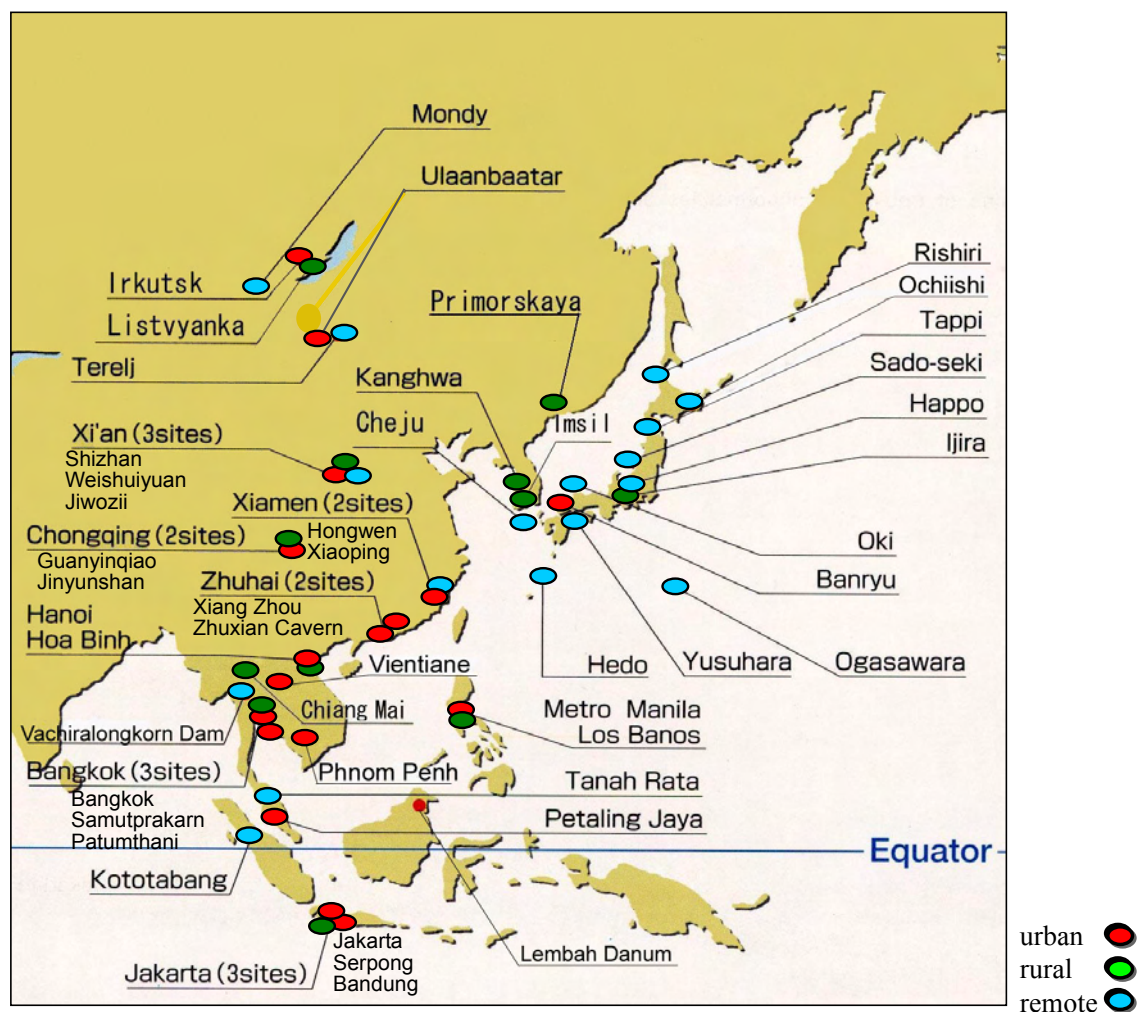 Mondy
Ulaanbaatar
Rishiri
Irkutsk
Ochiishi
Primorskaya
Listvyanka
Tappi
Terelj
Sado-seki
Kanghwa
Happo
Cheju
Imsil
Xi'an (3sites)
Ijira
Shizhan
Weishuiyuan
Jiwozii
Xiamen (2sites)
Hongwen
Xiaoping
Chongqing (2sites)
Oki
Guanyinqiao
Jinyunshan
Banryu
Zhuhai (2sites)
Xiang Zhou
Zhuxian Cavern
Hanoi
Hoa Binh
Vientiane
Hedo
Yusuhara
Ogasawara
Chiang Mai
Metro Manila
Los Banos
Vachiralongkorn Dam
Bangkok (3sites)
Phnom Penh
Tanah Rata
Bangkok
Samutprakarn
Patumthani
Petaling Jaya
Equator
Kototabang
Jakarta
Serpong
Bandung
Lembah Danum
Jakarta (3sites)
urban
rural
remote